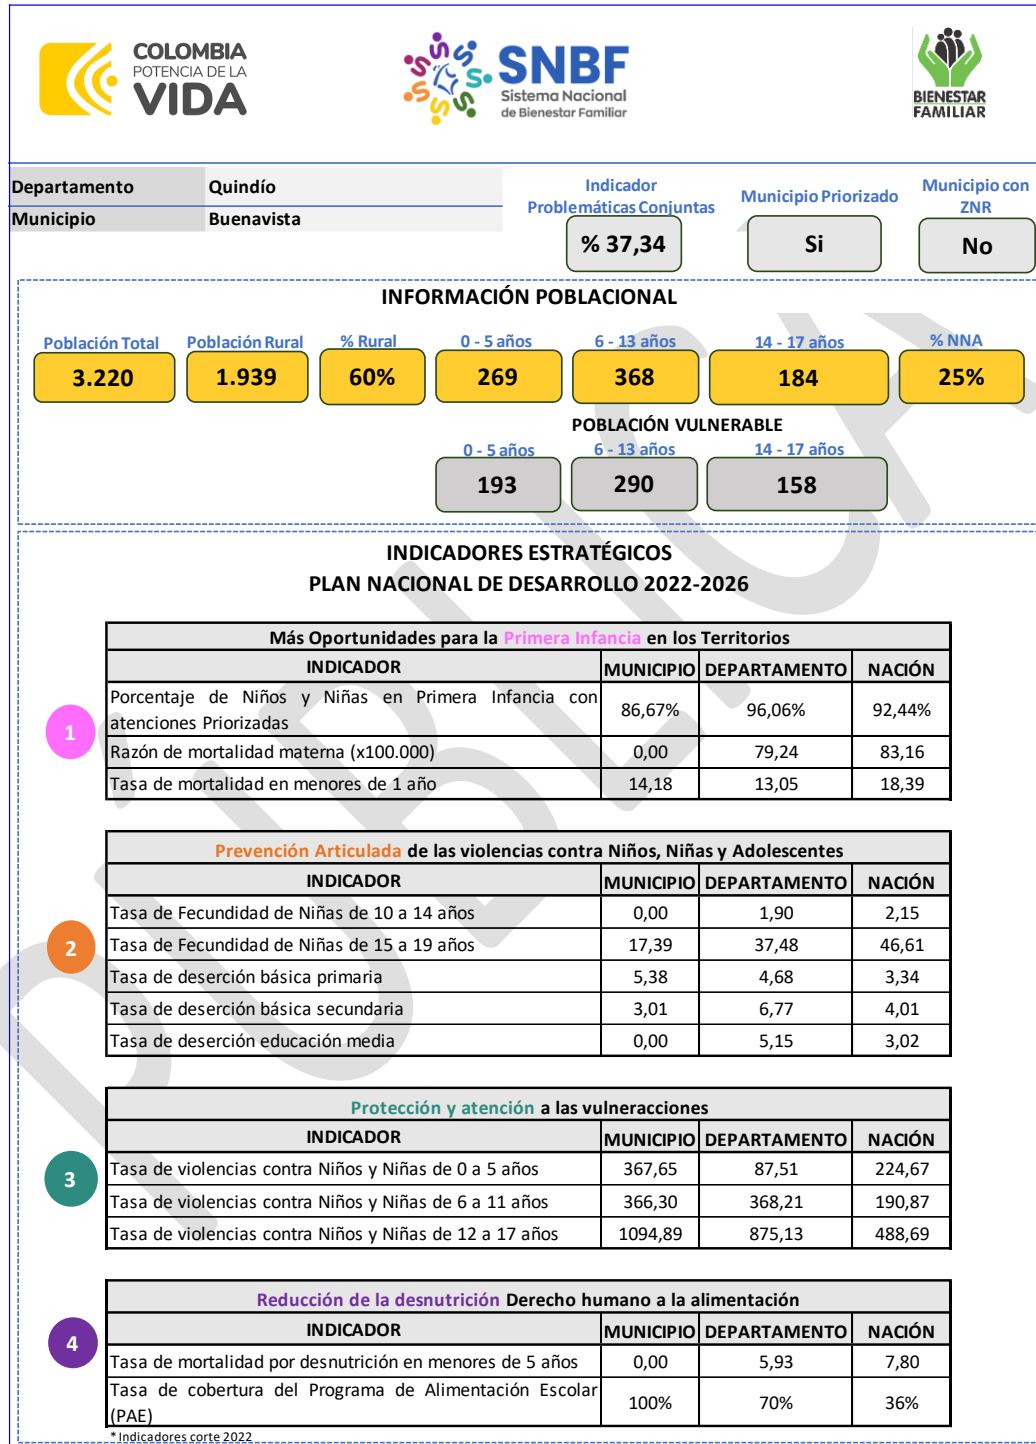 COLOMBIA
POTENCIA DE LA
VIDA
SNBF
Sistema Nacional
de Bienestar Familiar
BIENESTAR
FAMILIAR
Departamento Quindío
Municipio Buenavista
Indicador
Problemáticas Conjuntas
% 37,34
Municipio Priorizado
Si
Municipio con
ZNR
No
INFORMACIÓN POBLACIONAL
Población Total Población Rural % Rural 0 - 5 años 6 - 13 años 14 - 17 años % NNA
3.220 1.939 60% 269 368 184 25%
POBLACIÓN VULNERABLE
0 - 5 años 6 - 13 años 14 - 17 años
193 290 158
INDICADORES ESTRATÉGICOS
PLAN NACIONAL DE DESARROLLO 2022-2026
1
Más Oportunidades para la Primera Infancia en los Territorios
INDICADOR MUNICIPIO DEPARTAMENTO NACIÓN
Porcentaje de Niños y Niñas en Primera Infancia con
atenciones Priorizadas 86,67% 96,06% 92,44%
Razón de mortalidad materna (x100.000) 0,00 79,24 83,16
Tasa de mortalidad en menores de 1 año 14,18 13,05 18,39
2
Prevención Articulada de las violencias contra Niños, Niñas y Adolescentes
INDICADOR MUNICIPIO DEPARTAMENTO NACIÓN
Tasa de Fecundidad de Niñas de 10 a 14 años 0,00 1,90 2,15
Tasa de Fecundidad de Niñas de 15 a 19 años 17,39 37,48 46,61
Tasa de deserción básica primaria 5,38 4,68 3,34
Tasa de deserción básica secundaria 3,01 6,77 4,01
Tasa de deserción educación media 0,00 5,15 3,02
3
Protección y atención a las vulneracciones
INDICADOR MUNICIPIO DEPARTAMENTO NACIÓN
Tasa de violencias contra Niños y Niñas de 0 a 5 años 367,65 87,51 224,67
Tasa de violencias contra Niños y Niñas de 6 a 11 años 366,30 368,21 190,87
Tasa de violencias contra Niños y Niñas de 12 a 17 años 1094,89 875,13 488,69
4
Reducción de la desnutrición Derecho humano a la alimentación
INDICADOR MUNICIPIO DEPARTAMENTO NACIÓN
Tasa de mortalidad por desnutrición en menores de 5 años 0,00 5,93 7,80
Tasa de cobertura del Programa de Alimentación Escolar
(PAE) 100% 70% 36%
* Indicadores corte 2022
PÚBLICA